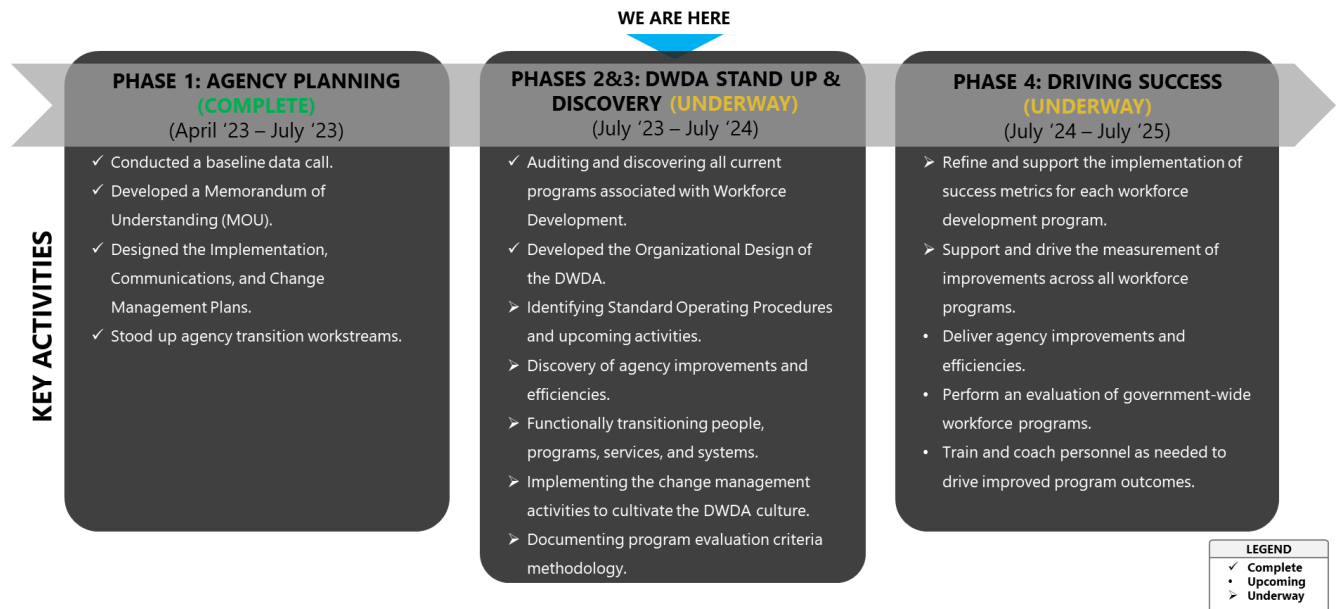 WE ARE HERE
KEY ACTIVITIES
PHASE 1: AGENCY PLANNING
(COMPLETE)
(April ‘23 – July ‘23)
✓ Conducted a baseline data call.
✓ Developed a Memorandum of
Understanding (MOU).
✓ Designed the Implementation,
Communications, and Change
Management Plans.
✓ Stood up agency transition workstreams.
PHASES 2&3: DWDA STAND UP &
DISCOVERY (UNDERWAY)
(July ‘23 – July ‘24)
✓ Auditing and discovering all current
programs associated with Workforce
Development.
✓ Developed the Organizational Design of
the DWDA.
➢ Identifying Standard Operating Procedures
and upcoming activities.
➢ Discovery of agency improvements and
efficiencies.
➢ Functionally transitioning people,
programs, services, and systems.
➢ Implementing the change management
activities to cultivate the DWDA culture.
➢ Documenting program evaluation criteria
methodology.
PHASE 4: DRIVING SUCCESS
(UNDERWAY)
(July ‘24 – July ‘25)
➢ Refine and support the implementation of
success metrics for each workforce
development program.
➢ Support and drive the measurement of
improvements across all workforce
programs.
• Deliver agency improvements and
efficiencies.
• Perform an evaluation of government-wide
workforce programs.
• Train and coach personnel as needed to
drive improved program outcomes.
LEGEND
✓ Complete
• Upcoming
➢ Underway